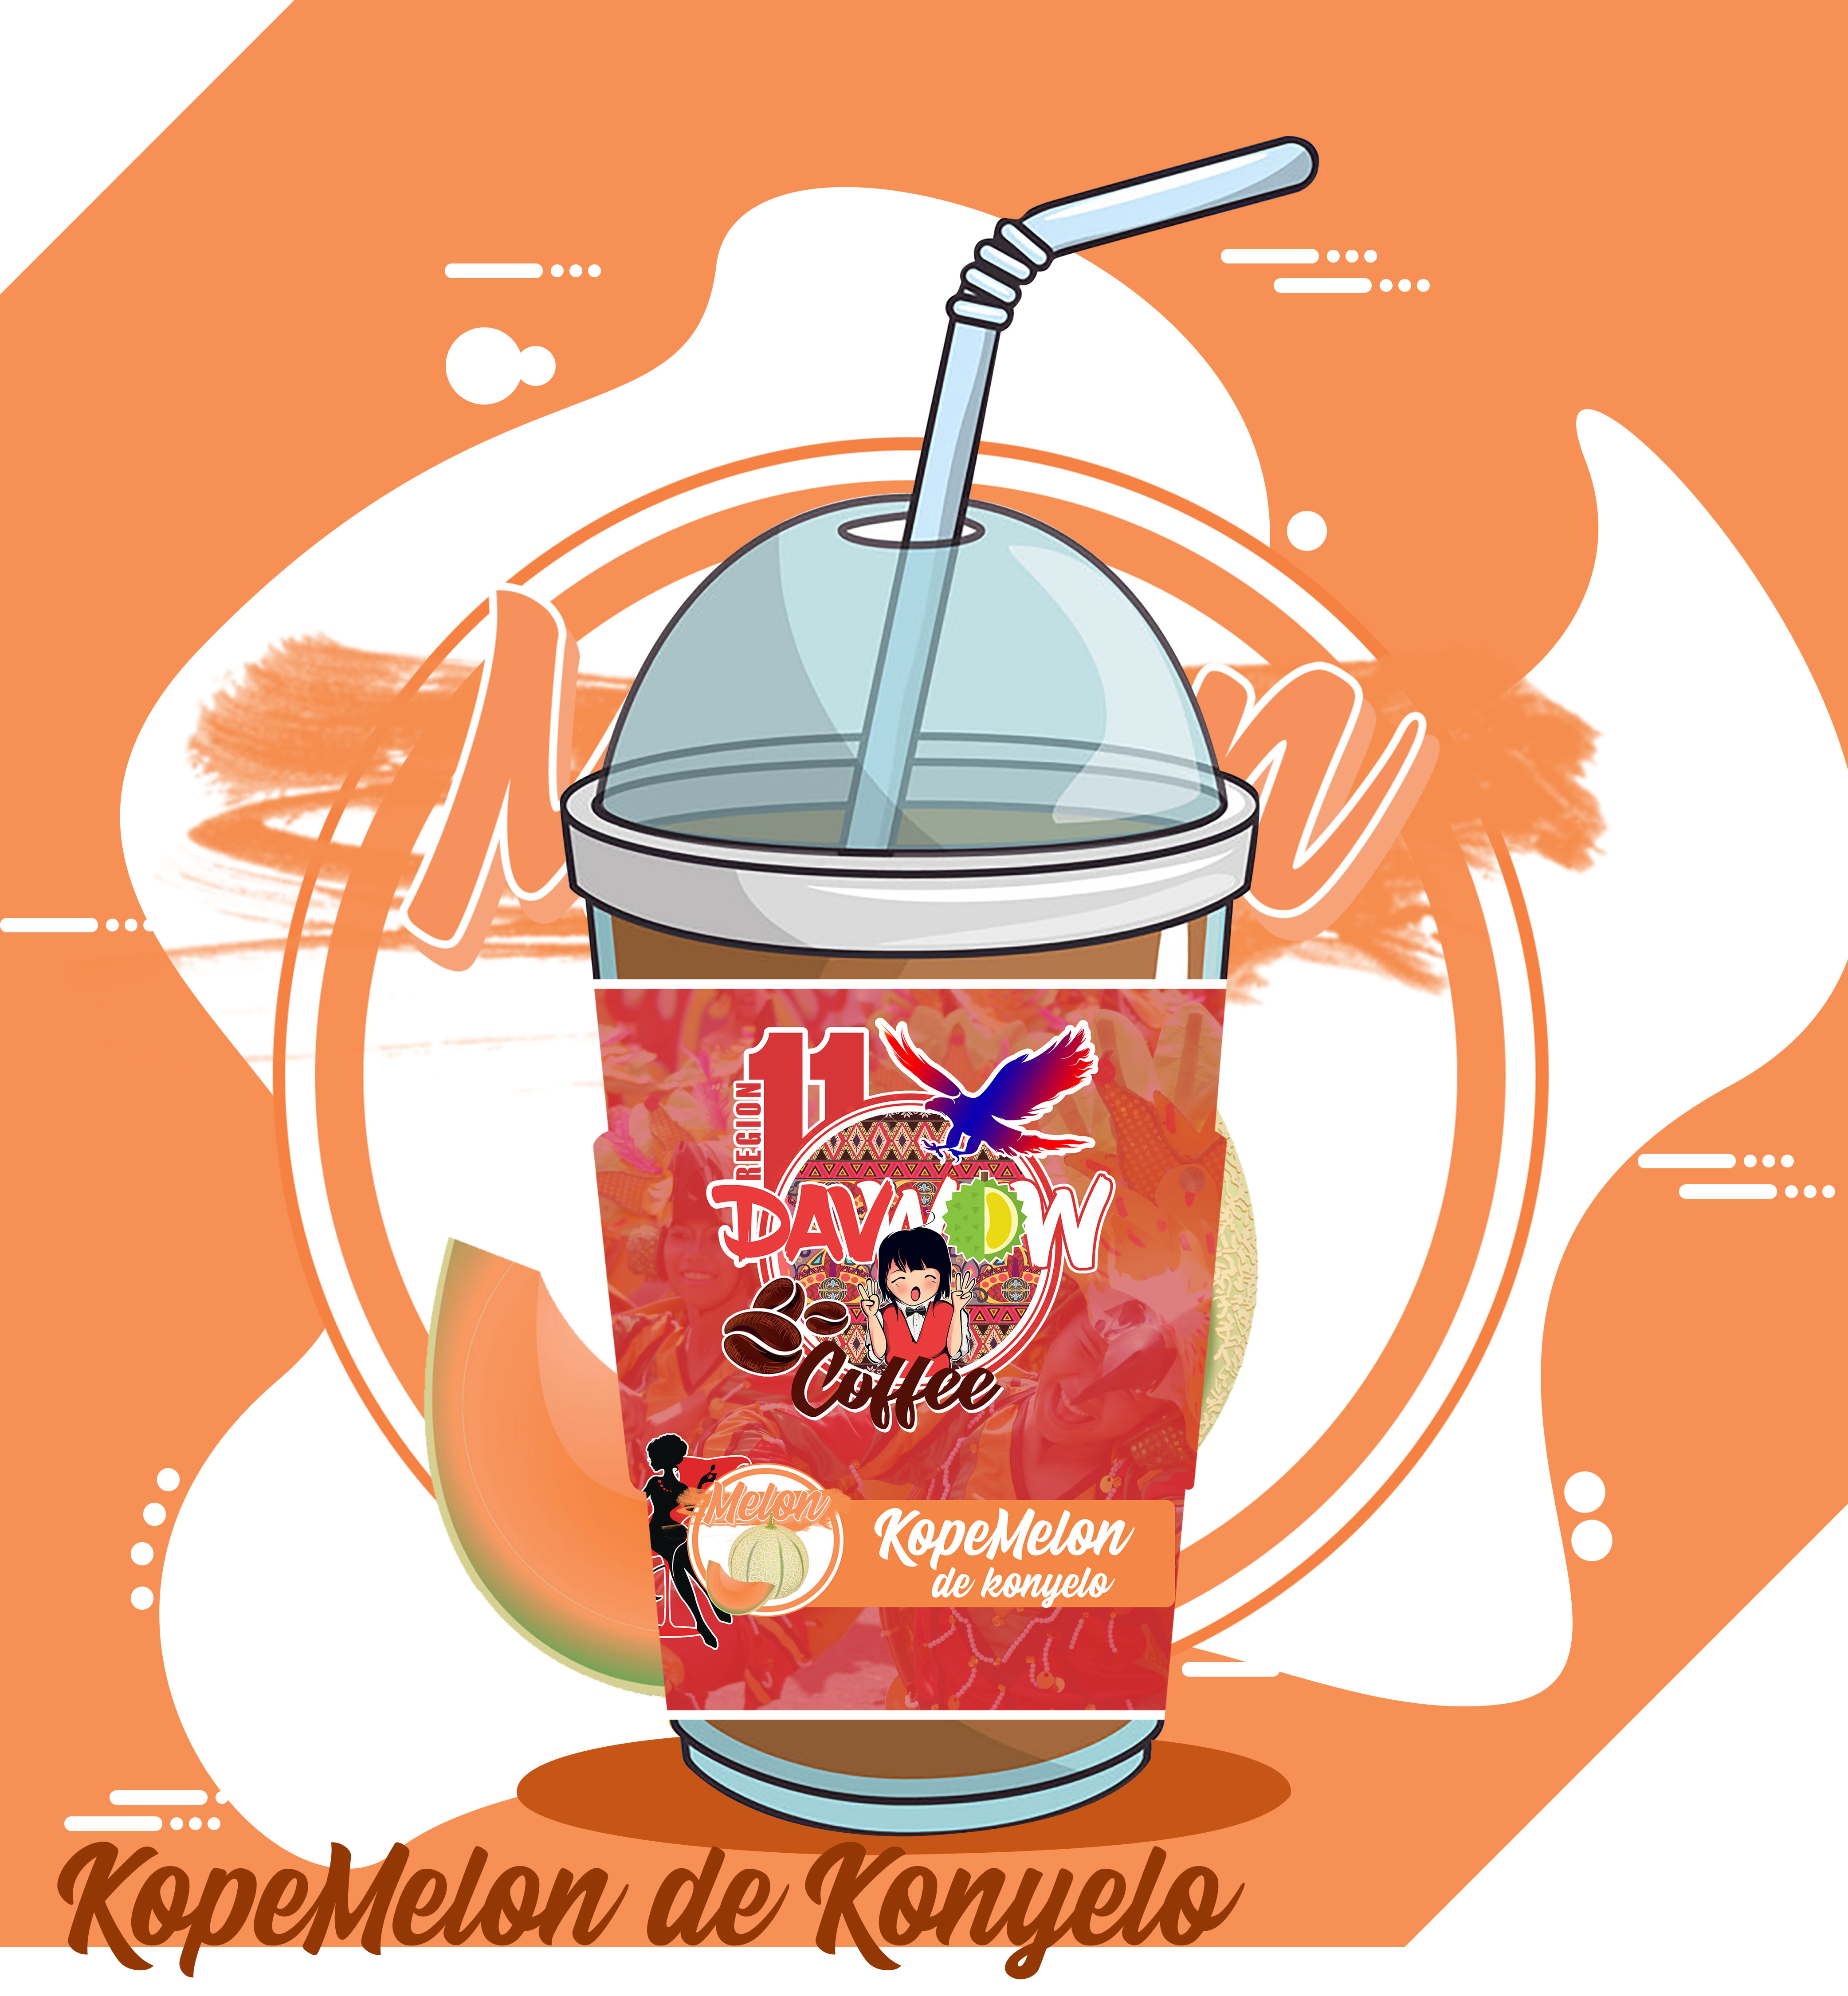 REGION
11
DAVAOW
Coffee
Melon
KopeMelon
de konyelo
KopeMelon de Konyelo